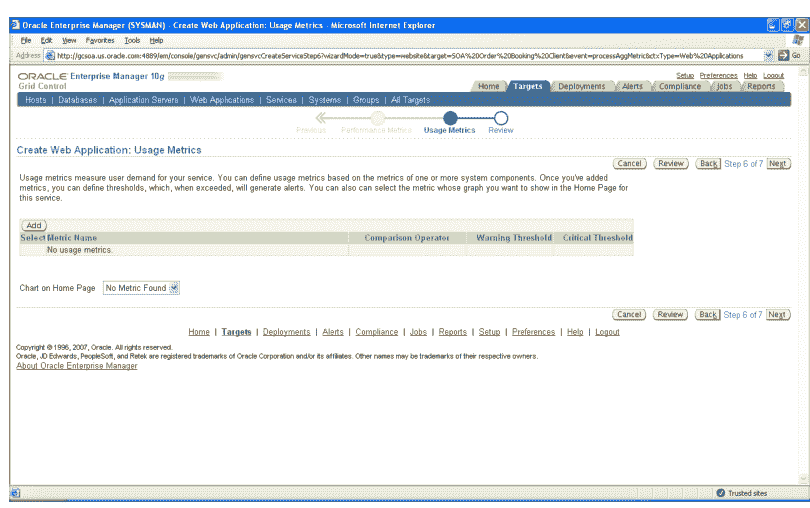 Oracle Enterprise Manager (SYSMAN) - Create Web Application: Usage Metrics - Microsoft Internet Explorer
File Edit View Favorites Tools Help
Address http://gcsoa.us.oracle.com:4889/em/console/gensvc/admin/gensvcCreateServiceStep6?wizardMode=true&type=website&target=SOA%20Order%20Booking%20Client&event=processAggMetric&ctxType=Web%20Applications Go
ORACLE Enterprise Manager 10g
Grid Control
Setup Preferences Help Logout
Home Targets Deployments Alerts Compliance Jobs Reports
Hosts | Databases | Application Servers | Web Applications | Services | Systems | Groups | All Targets
Previous Performance Metrics Usage Metrics Review
Create Web Application: Usage Metrics
Cancel Review Back Step 6 of 7 Next
Usage metrics measure user demand for your service. You can define usage metrics based on the metrics of one or more system components. Once you've added
metrics, you can define thresholds, which, when exceeded, will generate alerts. You can also can select the metric whose graph you want to show in the Home Page for
this service.
Add
Select Metric Name Comparison Operator Warning Threshold Critical Threshold
No usage metrics.
Chart on Home Page No Metric Found
Cancel Review Back Step 6 of 7 Next
Home | Targets | Deployments | Alerts | Compliance | Jobs | Reports | Setup | Preferences | Help | Logout
Copyright © 1996, 2007, Oracle. All rights reserved.
Oracle, JD Edwards, PeopleSoft, and Retek are registered trademarks of Oracle Corporation and/or its affiliates. Other names may be trademarks of their respective owners.
About Oracle Enterprise Manager
Trusted sites